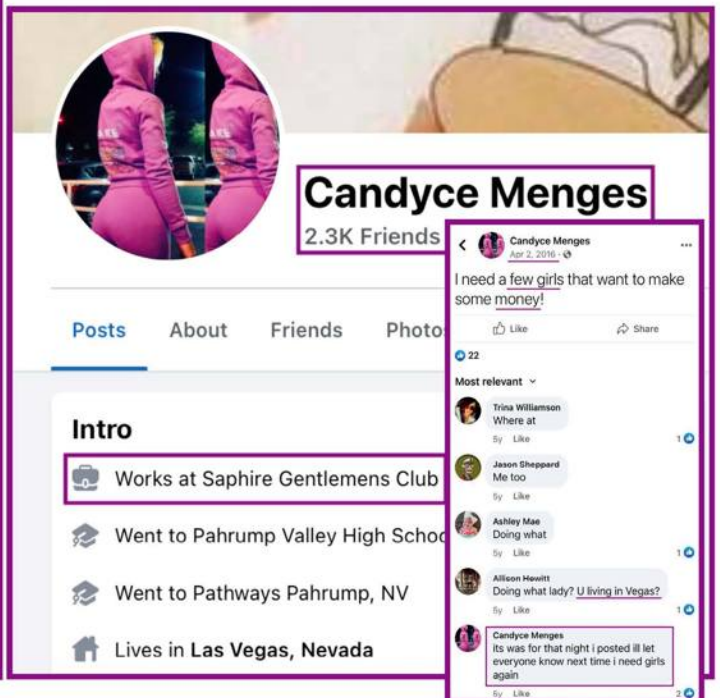 Candyce Menges
2.3K Friends
Posts About Friends Photo
Intro
Works at Saphire Gentlemens Club
Went to Pahrump Valley High Schoo
Went to Pathways Pahrump, NV
Lives in Las Vegas, Nevada
Candyce Menges
Apr 2, 2016 ·
I need a few girls that want to make
some money!
Like Share
22
Most relevant
Trina Williamson
Where at
5y Like 1
Jason Sheppard
Me too
5y Like
Ashley Mae
Doing what
5y Like 1
Allison Hewitt
Doing what lady? U living in Vegas?
5y Like 1
Candyce Menges
its was for that night i posted ill let
everyone know next time i need girls
again
5y Like 2